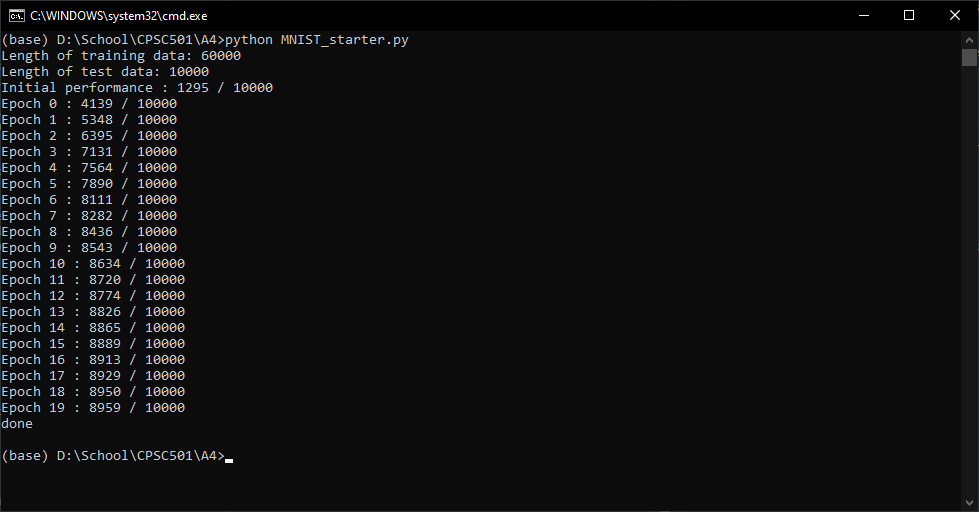 C:\WINDOWS\system32\cmd.exe
(base) D:\School\CPSC501\A4>python MNIST_starter.py
Length of training data: 60000
Length of test data: 10000
Initial performance : 1295 / 10000
Epoch 0 : 4139 / 10000
Epoch 1 : 5348 / 10000
Epoch 2 : 6395 / 10000
Epoch 3 : 7131 / 10000
Epoch 4 : 7564 / 10000
Epoch 5 : 7890 / 10000
Epoch 6 : 8111 / 10000
Epoch 7 : 8282 / 10000
Epoch 8 : 8436 / 10000
Epoch 9 : 8543 / 10000
Epoch 10 : 8634 / 10000
Epoch 11 : 8720 / 10000
Epoch 12 : 8774 / 10000
Epoch 13 : 8826 / 10000
Epoch 14 : 8865 / 10000
Epoch 15 : 8889 / 10000
Epoch 16 : 8913 / 10000
Epoch 17 : 8929 / 10000
Epoch 18 : 8950 / 10000
Epoch 19 : 8959 / 10000
done
(base) D:\School\CPSC501\A4>